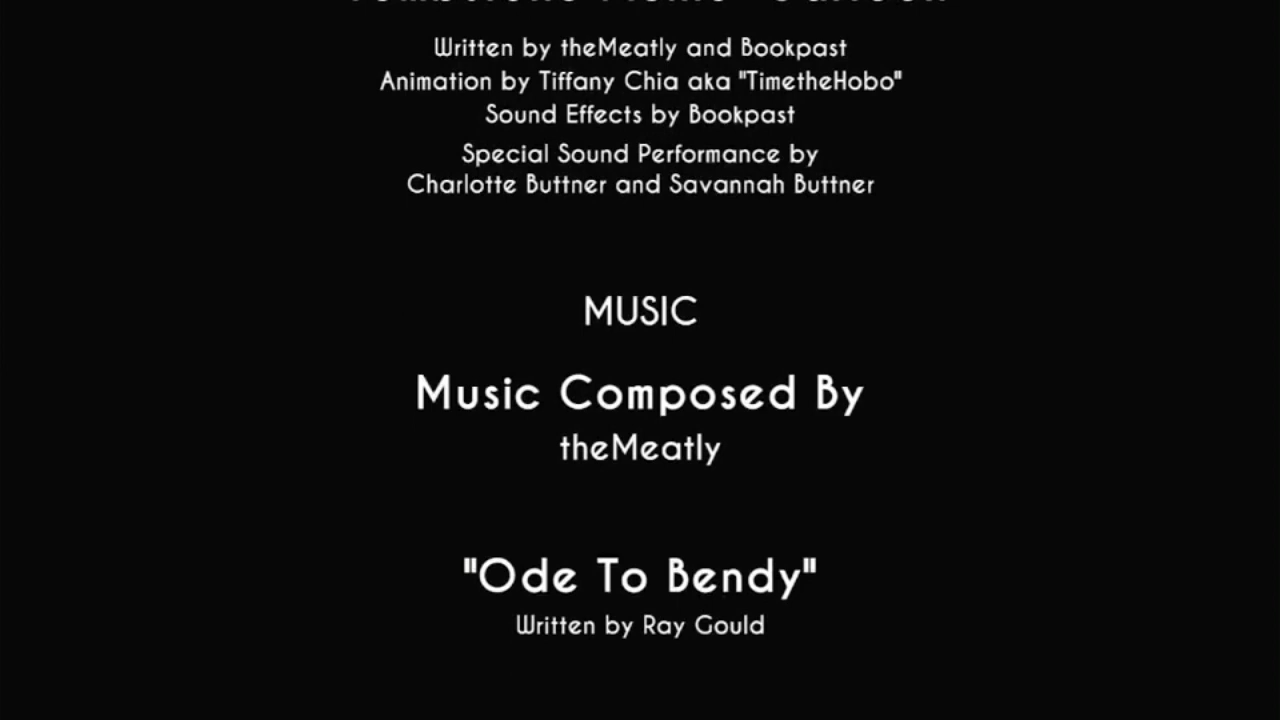 Written by theMeatly and Bookpast
Animation by Tiffany Chia aka "TimetheHobo"
Sound Effects by Bookpast
Special Sound Performance by
Charlotte Buttner and Savannah Buttner
MUSIC
Music Composed By
theMeatly
"Ode To Bendy"
Written by Ray Gould